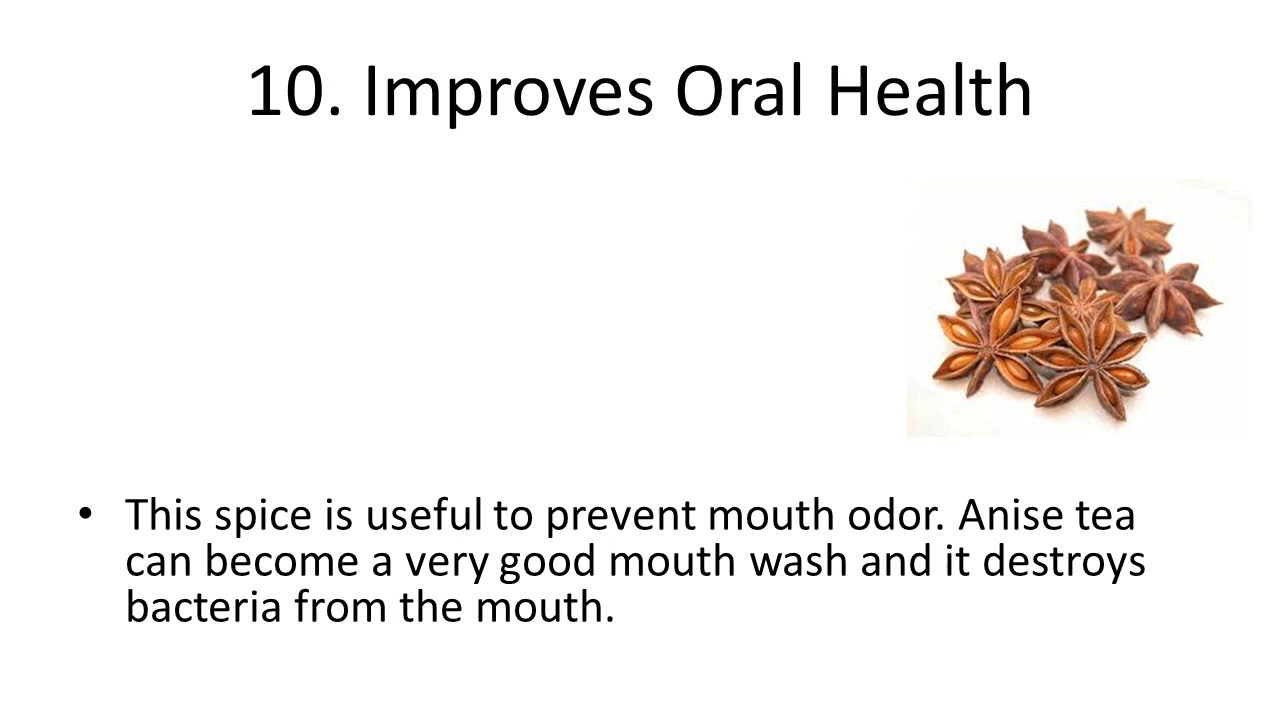 10. Improves Oral Health
• This spice is useful to prevent mouth odor. Anise tea
can become a very good mouth wash and it destroys
bacteria from the mouth.